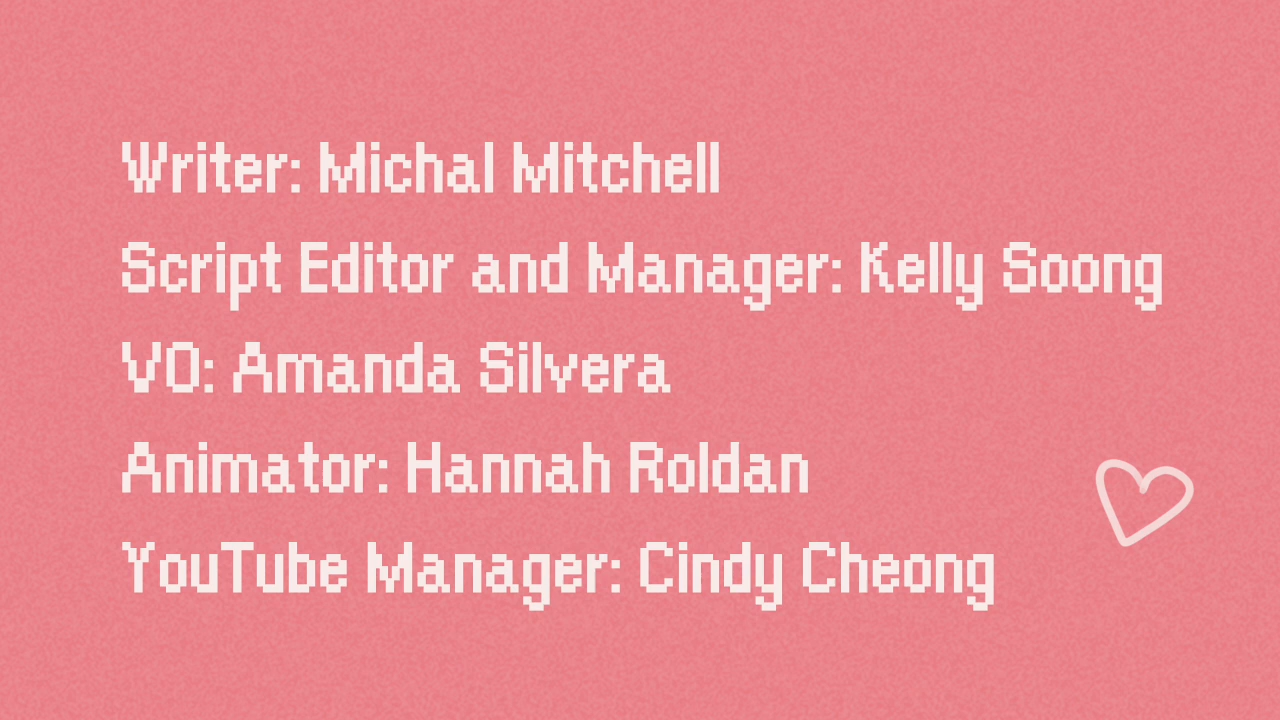 Writer: Michal Mitchell
Script Editor and Manager: Kelly Soong
VO: Amanda Silvera
Animator: Hannah Roldan
YouTube Manager: Cindy Cheong